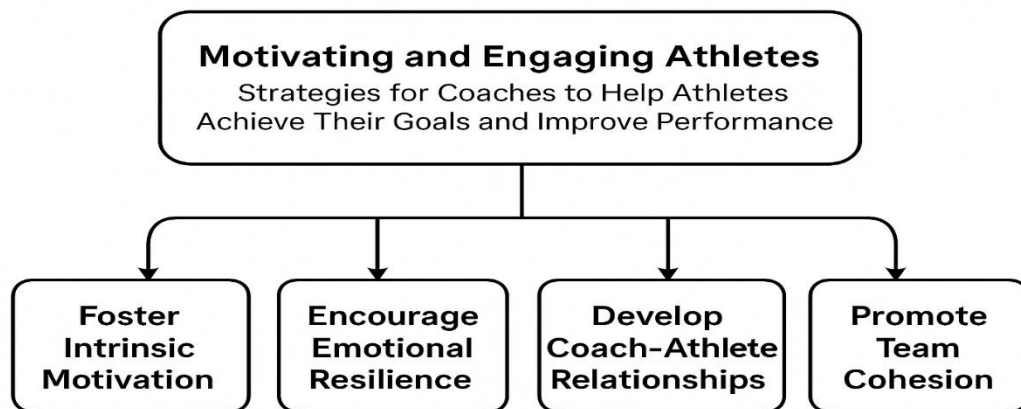 Motivating and Engaging Athletes
Strategies for Coaches to Help Athletes
Achieve Their Goals and Improve Performance
Foster
Intrinsic
Motivation
Encourage
Emotional
Resilience
Develop
Coach-Athlete
Relationships
Promote
Team
Cohesion